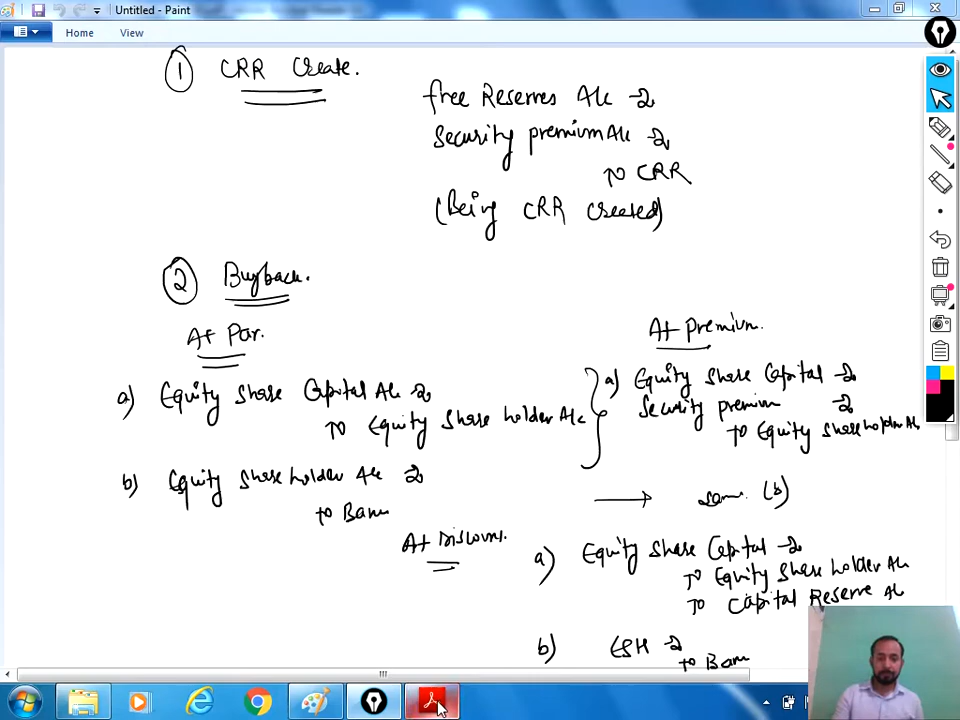 Untitled - Paint
Home View
① CRR Create.
free Reserves A/c Dr
Security premium A/c Dr
To CRR
(Being CRR Created)
② Buyback.
At Par.
a) Equity Share Capital A/c Dr
To Equity Share holder A/c
b) Equity Share holder A/c Dr
To Bank
At Premium.
a) Equity Share Capital Dr
Security premium Dr
To Equity Shareholder A/c
→ Same (b)
At Discount.
a) Equity Share Capital Dr
To Equity Share holder A/c
To Capital Reserve A/c
b) ESH Dr
To Bank